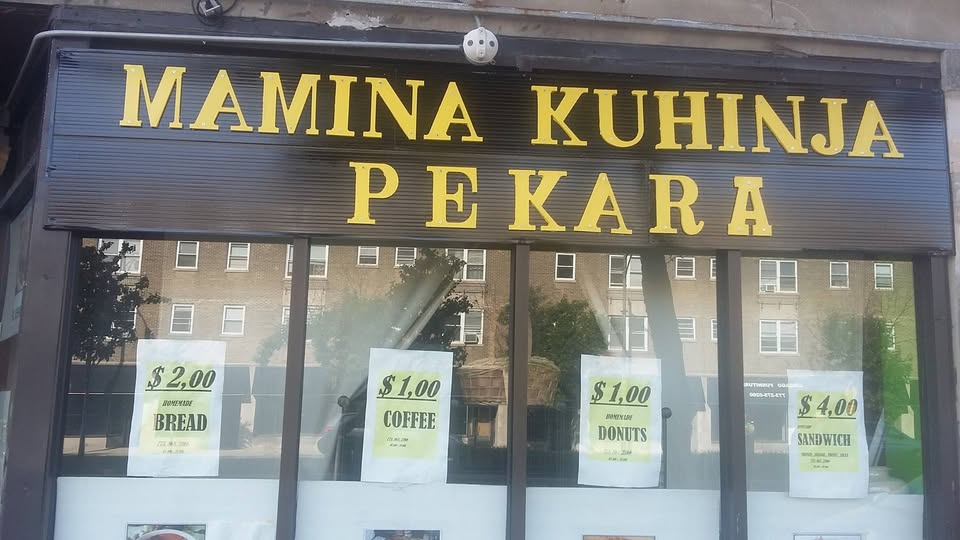 MAMINA KUHINJA
PEKARA
$ 2,00
HOMEMADE
BREAD
$ 1,00
COFFEE
$ 1,00
HOMEMADE
DONUTS
$ 4,00
SANDWICH